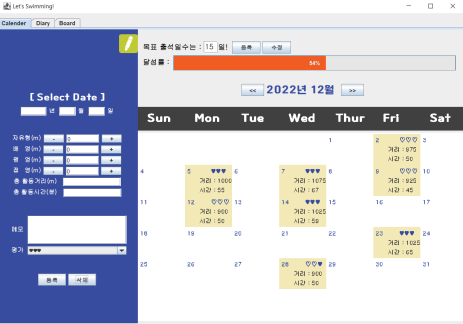 Let's Swimming!
Calender Diary Board
목표 출석일수는 : 15 일! 등록 수정
달성률 : 54%
<< 2022년 12월 >>
[ Select Date ]
년 월 일
자유형(m) - 0 +
배 영(m) - 0 +
평 영(m) - 0 +
접 영(m) - 0 +
총 활동거리(m)
총 활동시간(분)
메모
평가 ♥♥♥
등록 삭제
Sun Mon Tue Wed Thur Fri Sat
1 2 ♡♡♡ 3
거리 : 975
시간 : 50
4 5 ♥♥♥ 6 7 ♥♥♥ 8 9 ♡♡♡ 10
거리 : 1000 거리 : 1075 거리 : 925
시간 : 55 시간 : 67 시간 : 45
11 12 ♡♡♡ 13 14 ♥♥♥ 15 16 17
거리 : 900 거리 : 1025
시간 : 50 시간 : 59
18 19 20 21 22 23 ♥♥♥ 24
거리 : 1025
시간 : 65
25 26 27 28 ♡♡♥ 29 30 31
거리 : 900
시간 : 50